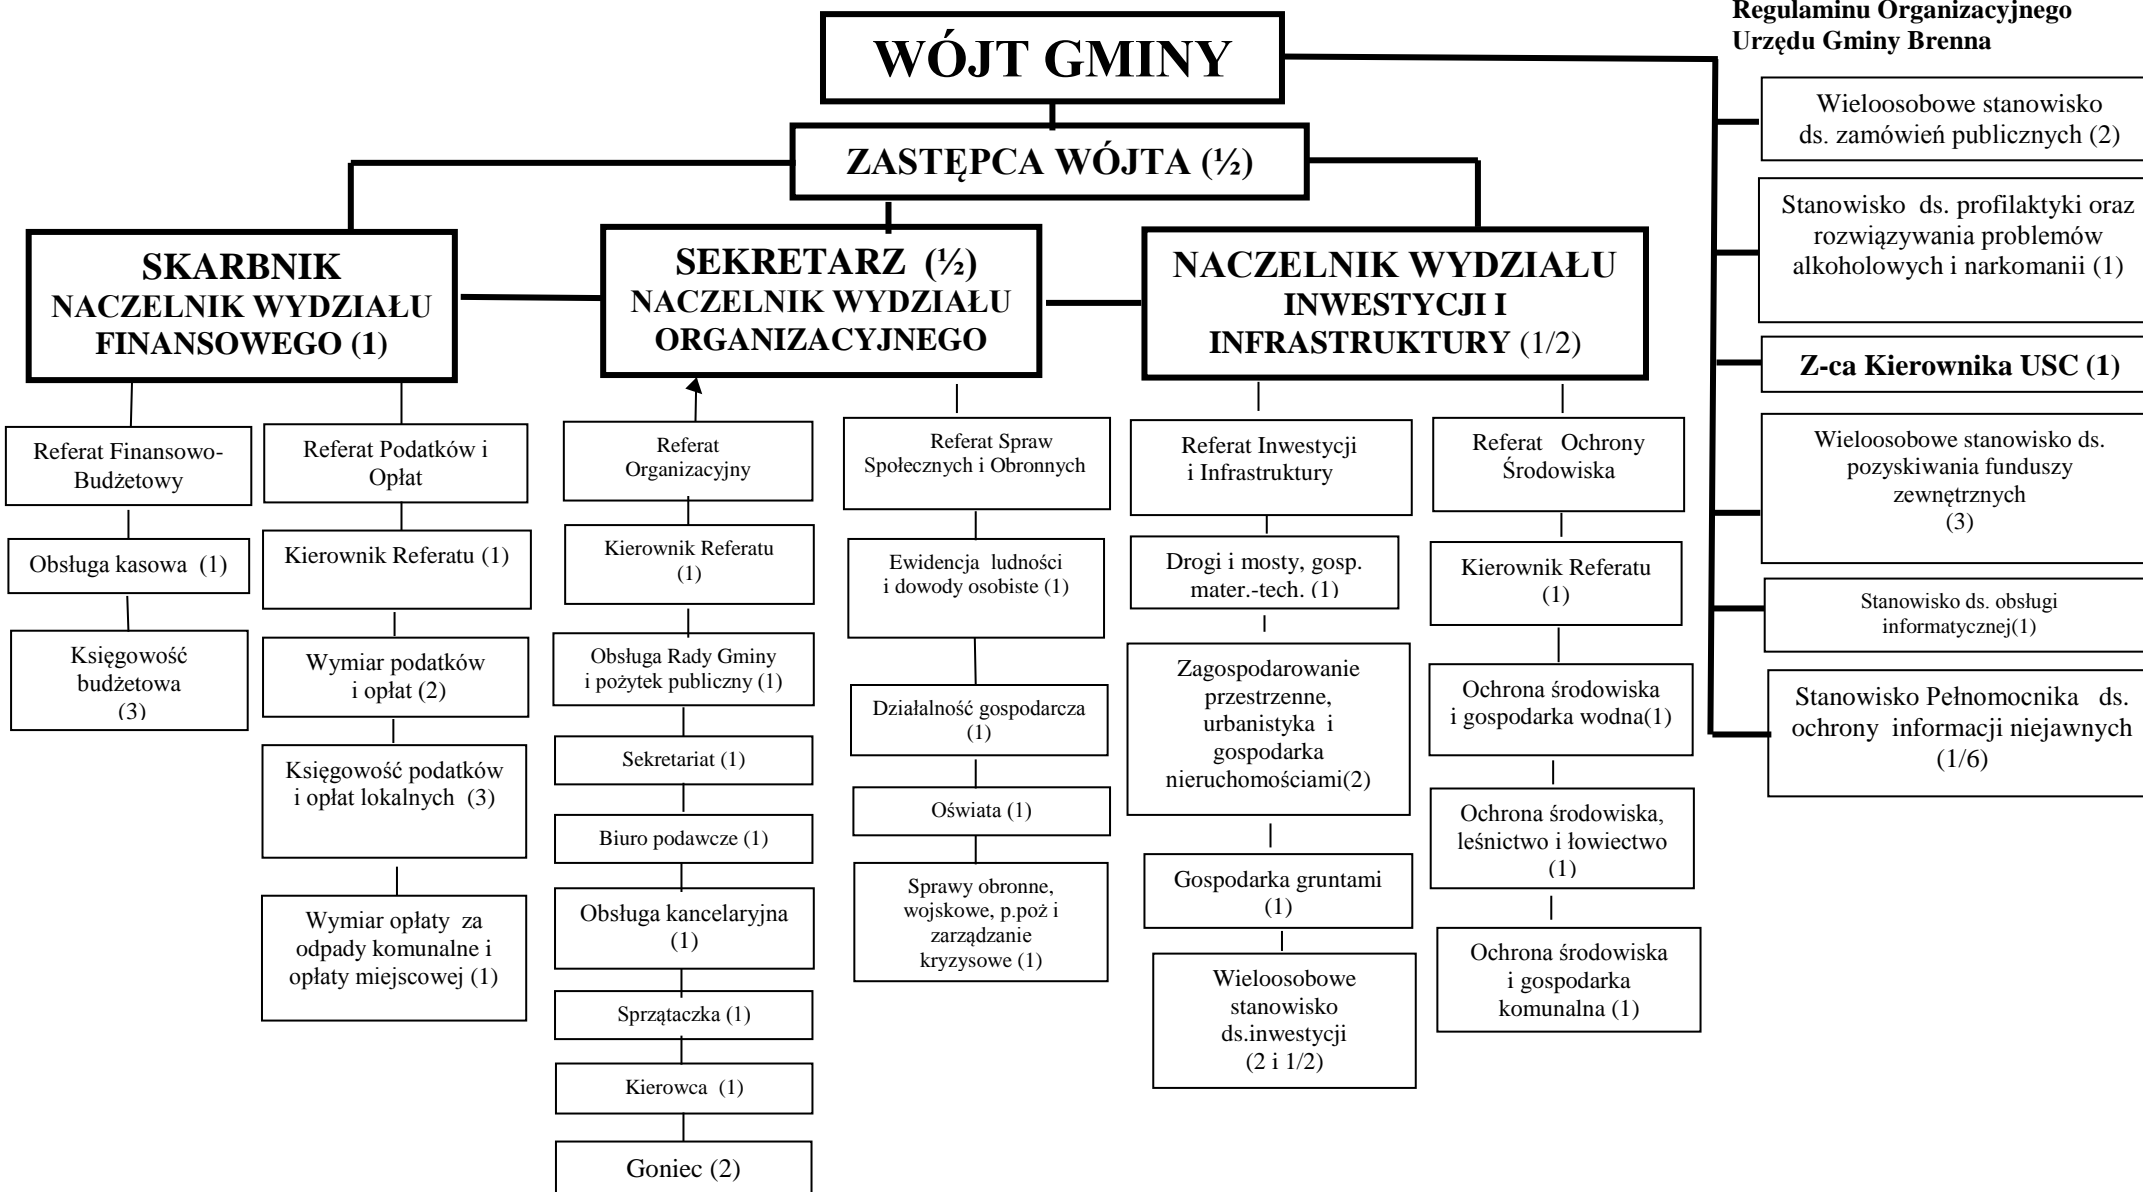 Regulaminu Organizacyjnego
Urzędu Gminy Brenna
WÓJT GMINY
ZASTĘPCA WÓJTA (½)
SKARBNIK
NACZELNIK WYDZIAŁU
FINANSOWEGO (1)
SEKRETARZ (½)
NACZELNIK WYDZIAŁU
ORGANIZACYJNEGO
NACZELNIK WYDZIAŁU
INWESTYCJI I
INFRASTRUKTURY (1/2)
Referat Finansowo-
Budżetowy
Obsługa kasowa (1)
Księgowość
budżetowa
(3)
Referat Podatków i
Opłat
Kierownik Referatu (1)
Wymiar podatków
i opłat (2)
Księgowość podatków
i opłat lokalnych (3)
Wymiar opłaty za
odpady komunalne i
opłaty miejscowej (1)
Referat
Organizacyjny
Kierownik Referatu
(1)
Obsługa Rady Gminy
i pożytek publiczny (1)
Sekretariat (1)
Biuro podawcze (1)
Obsługa kancelaryjna
(1)
Sprzątaczka (1)
Kierowca (1)
Goniec (2)
Referat Spraw
Społecznych i Obronnych
Ewidencja ludności
i dowody osobiste (1)
Działalność gospodarcza
(1)
Oświata (1)
Sprawy obronne,
wojskowe, p.poż i
zarządzanie
kryzysowe (1)
Referat Inwestycji
i Infrastruktury
Drogi i mosty, gosp.
mater.-tech. (1)
Zagospodarowanie
przestrzenne,
urbanistyka i
gospodarka
nieruchomościami(2)
Gospodarka gruntami
(1)
Wieloosobowe
stanowisko
ds.inwestycji
(2 i 1/2)
Referat Ochrony
Środowiska
Kierownik Referatu
(1)
Ochrona środowiska
i gospodarka wodna(1)
Ochrona środowiska,
leśnictwo i łowiectwo
(1)
Ochrona środowiska
i gospodarka
komunalna (1)
Wieloosobowe stanowisko
ds. zamówień publicznych (2)
Stanowisko ds. profilaktyki oraz
rozwiązywania problemów
alkoholowych i narkomanii (1)
Z-ca Kierownika USC (1)
Wieloosobowe stanowisko ds.
pozyskiwania funduszy
zewnętrznych
(3)
Stanowisko ds. obsługi
informatycznej(1)
Stanowisko Pełnomocnika ds.
ochrony informacji niejawnych
(1/6)